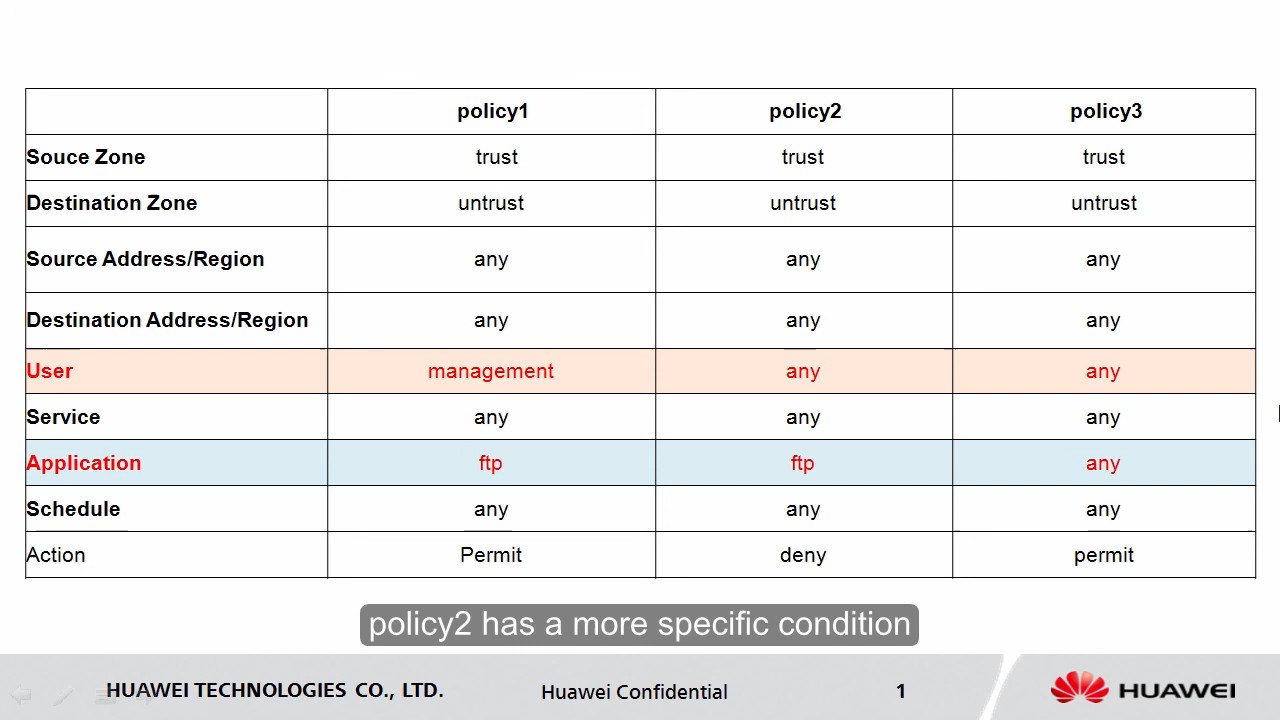 policy1 policy2 policy3
Souce Zone trust trust trust
Destination Zone untrust untrust untrust
Source Address/Region any any any
Destination Address/Region any any any
User management any any
Service any any any
Application ftp ftp any
Schedule any any any
Action Permit deny permit
policy2 has a more specific condition
HUAWEI TECHNOLOGIES CO., LTD. Huawei Confidential 1 HUAWEI